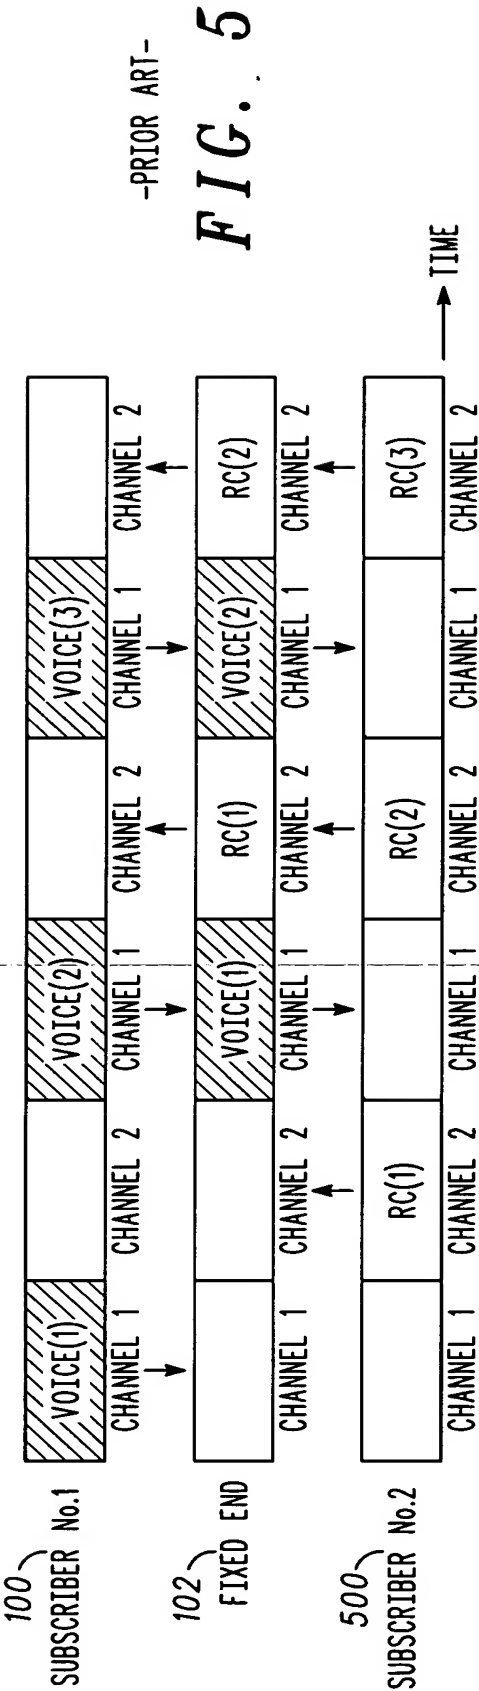 100
SUBSCRIBER No.1
VOICE(1)
VOICE(2)
VOICE(3)
CHANNEL 1
CHANNEL 2
CHANNEL 1
CHANNEL 2
CHANNEL 1
CHANNEL 2
102
FIXED END
VOICE(1)
RC(1)
VOICE(2)
RC(2)
CHANNEL 1
CHANNEL 2
CHANNEL 1
CHANNEL 2
CHANNEL 1
CHANNEL 2
500
SUBSCRIBER No.2
RC(1)
RC(2)
RC(3)
CHANNEL 1
CHANNEL 2
CHANNEL 1
CHANNEL 2
CHANNEL 1
CHANNEL 2
TIME
-PRIOR ART-
FIG. 5